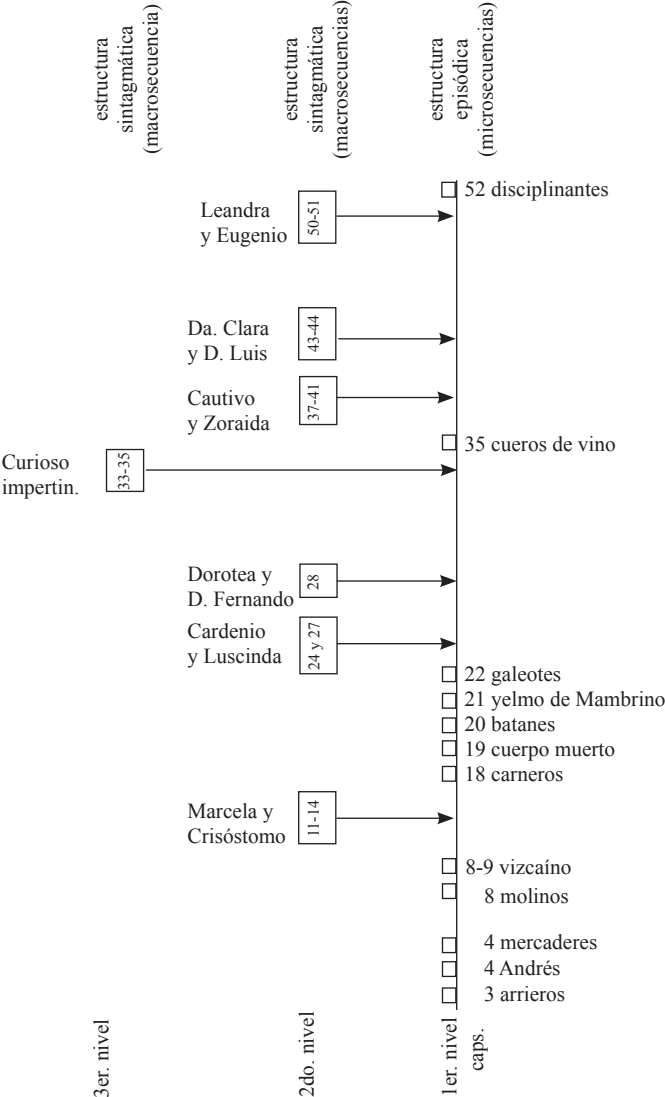 estructura
sintagmática
(macrosecuencia)
estructura
sintagmática
(macrosecuencias)
estructura
episódica
(microsecuencias)
52 disciplinantes
Leandra
y Eugenio
50-51
Da. Clara
y D. Luis
43-44
Cautivo
y Zoraida
37-41
35 cueros de vino
Curioso
impertin.
33-35
Dorotea y
D. Fernando
28
Cardenio
y Luscinda
24 y 27
22 galeotes
21 yelmo de Mambrino
20 batanes
19 cuerpo muerto
18 carneros
Marcela y
Crisóstomo
11-14
8-9 vizcaíno
8 molinos
4 mercaderes
4 Andrés
3 arrieros
3er. nivel
2do. nivel
1er. nivel
caps.